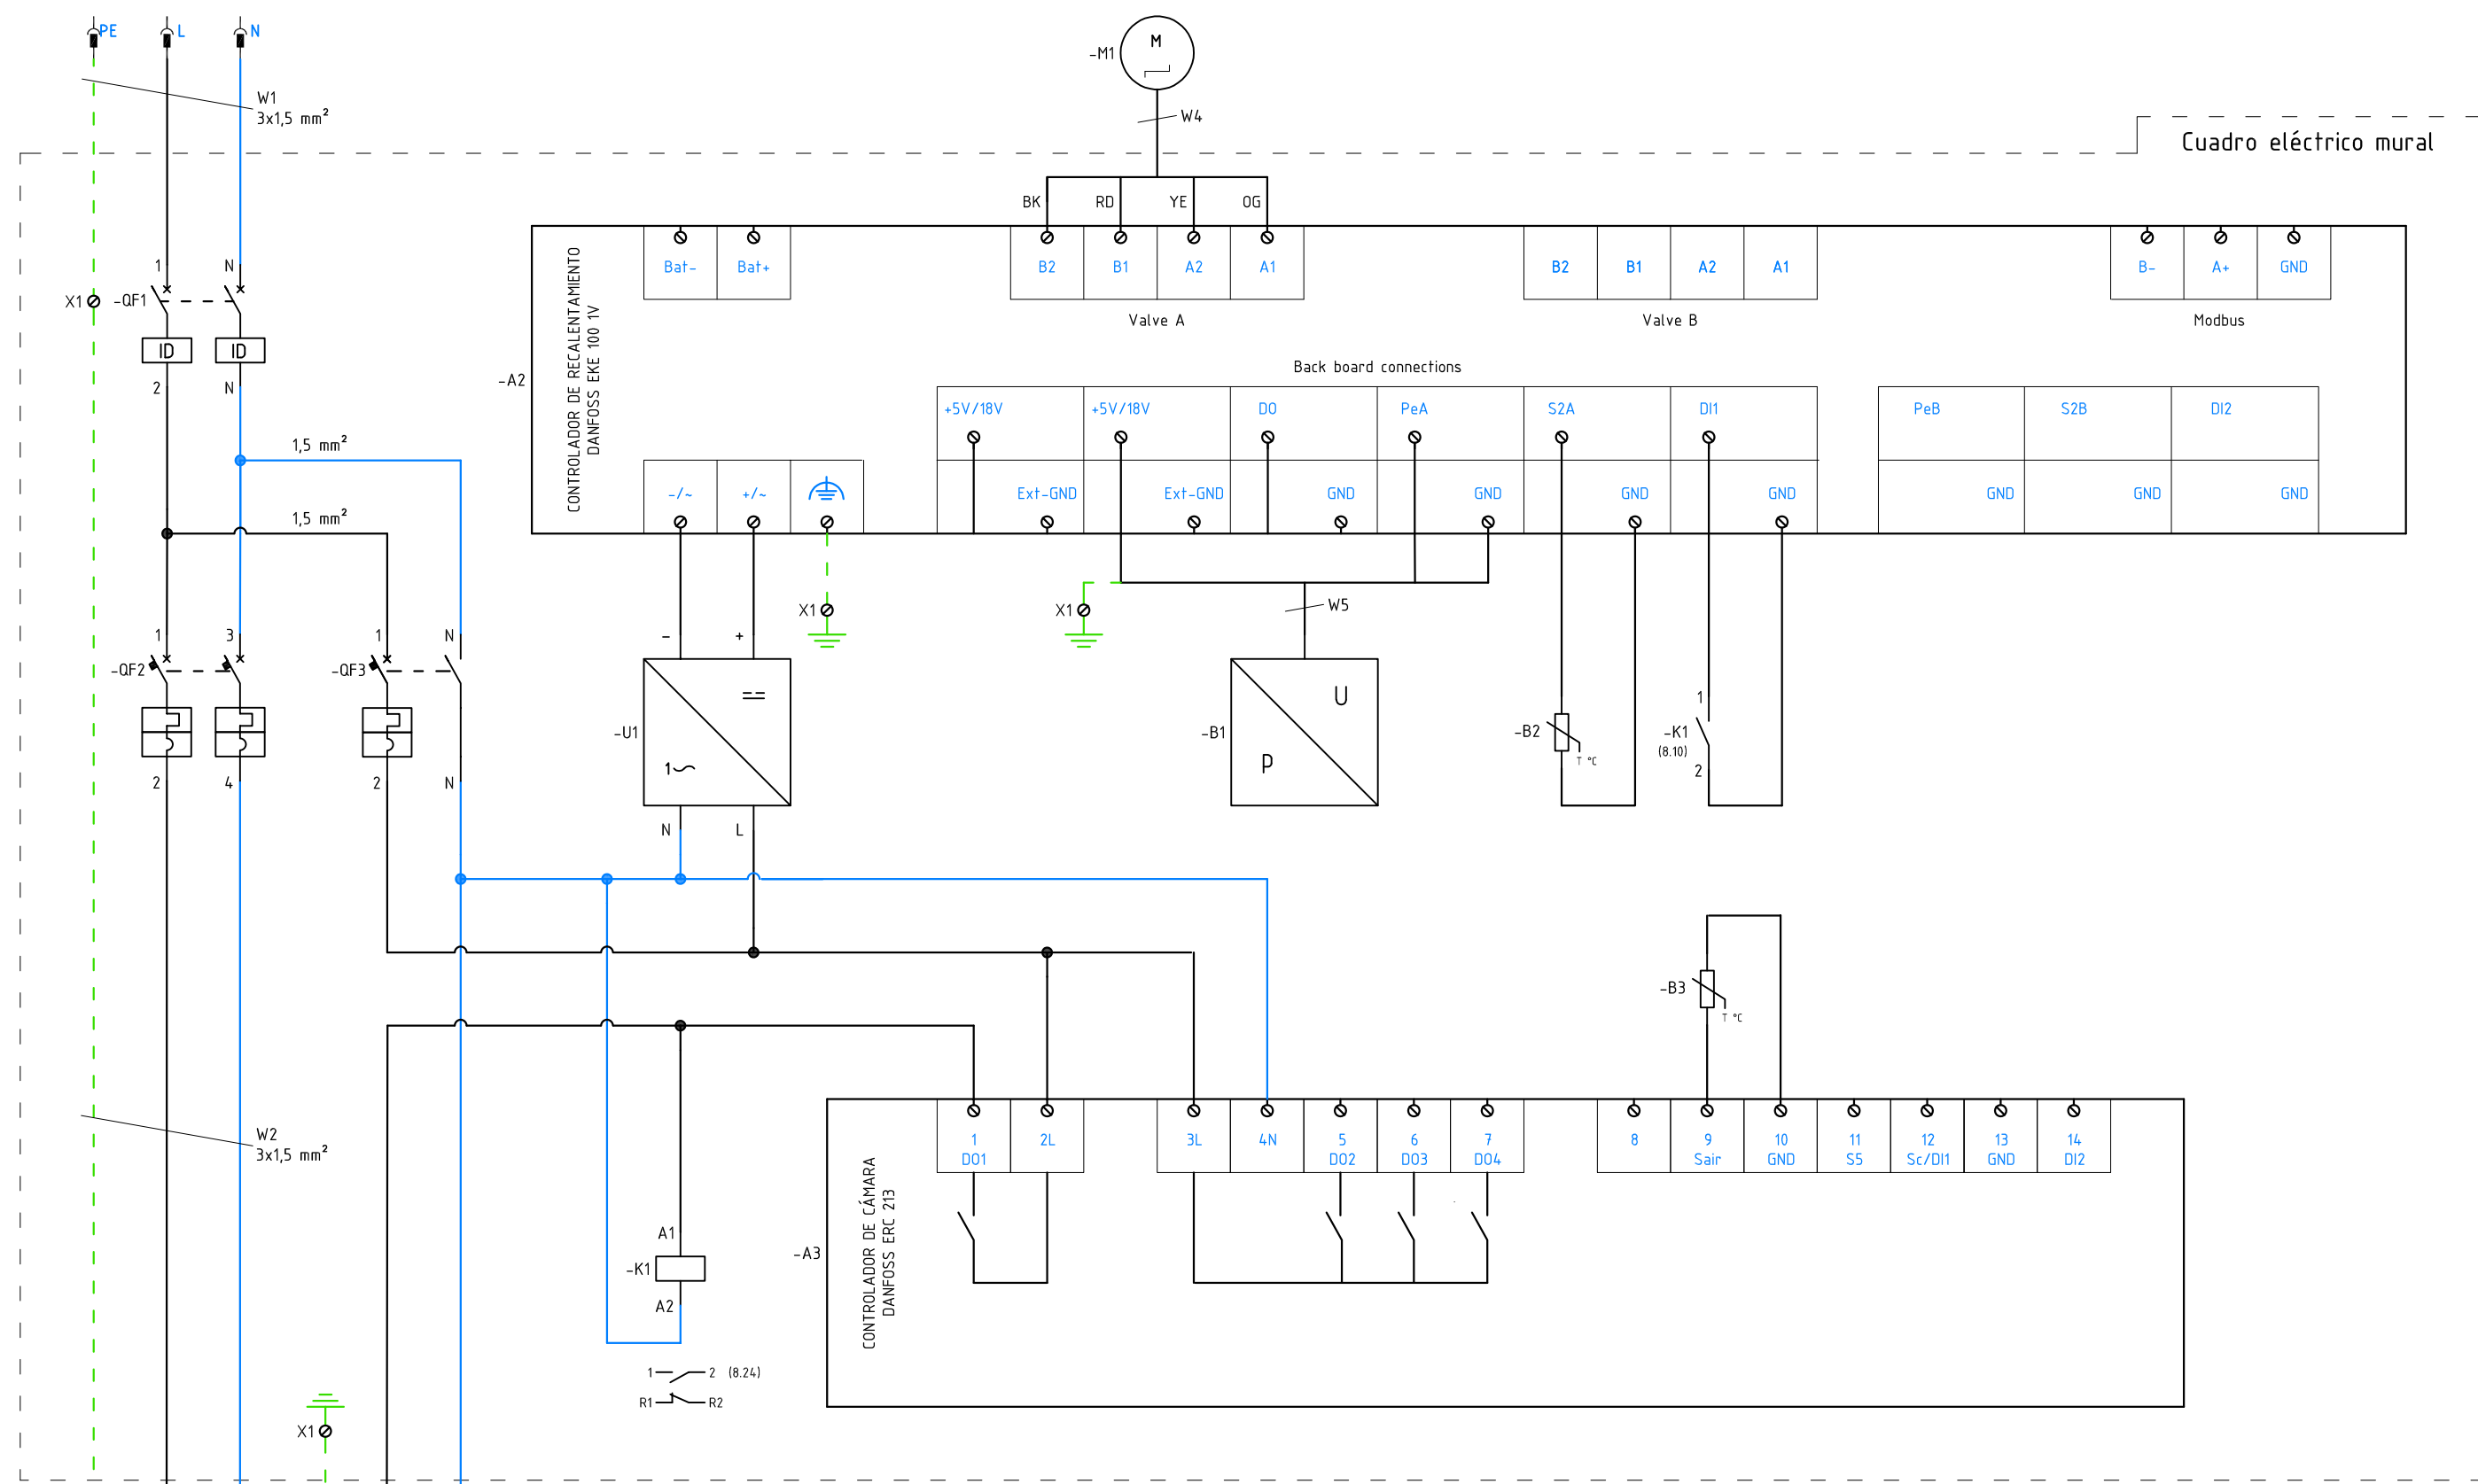 PE L N
-M1 M
W1
3x1,5 mm²
W4
Cuadro eléctrico mural
BK RD YE OG
CONTROLADOR DE RECALENTAMIENTO
DANFOSS EKE 100 1V
-A2
Bat- Bat+ B2 B1 A2 A1 B2 B1 A2 A1 B- A+ GND
Valve A Valve B Modbus
1 N
X1 -QF1
ID ID
2 N
Back board connections
+5V/18V +5V/18V DO PeA S2A DI1 PeB S2B DI2
1,5 mm²
-/~ +/~ Ext-GND Ext-GND GND GND GND GND GND GND GND
1,5 mm²
X1 X1 W5
1 3 1 N - +
-QF2 -QF3
-U1 1~
-B1 U P
-B2 T ºC
1
-K1
(8.10)
2
2 4 2 N
N L
-B3 T ºC
W2
3x1,5 mm²
CONTROLADOR DE CÁMARA
DANFOSS ERC 213
-A3
1 2L 3L 4N 5 6 7 8 9 10 11 12 13 14
DO1 DO2 DO3 DO4 Sair GND S5 Sc/DI1 GND DI2
A1
-K1
A2
1 2 (8.24)
R1 R2
X1